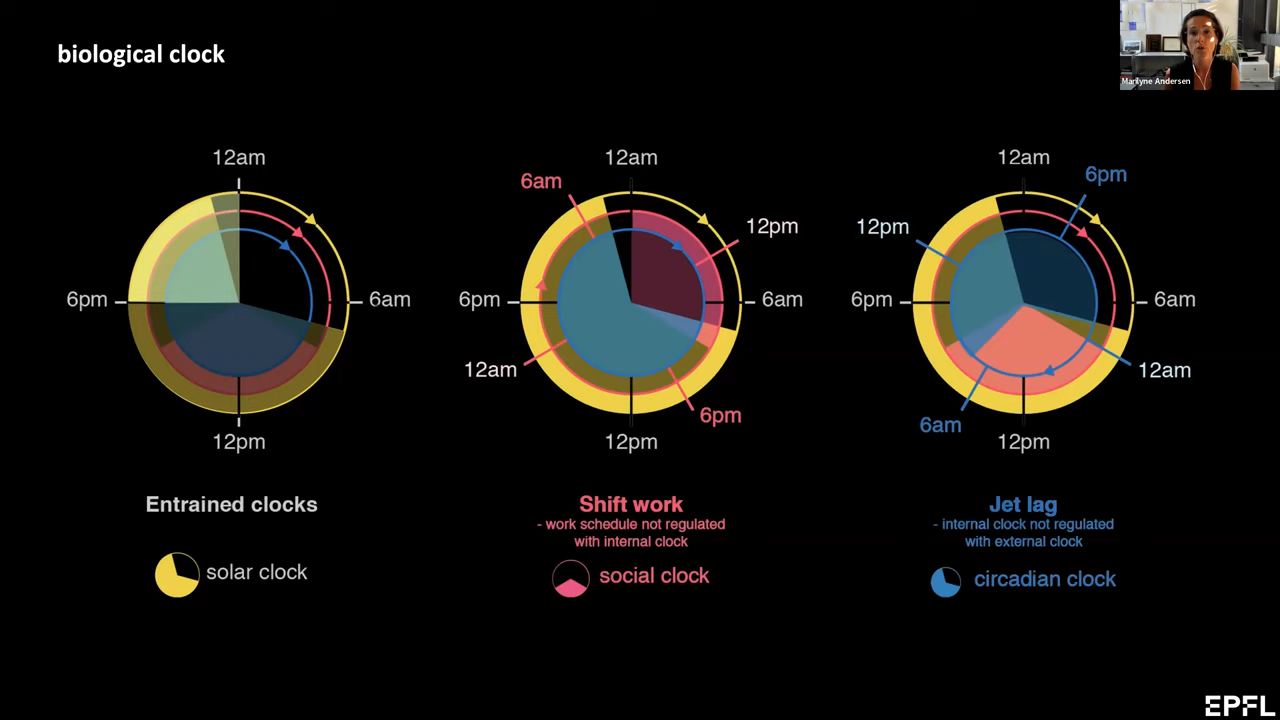 biological clock
Marilyne Andersen
12am
6pm
6am
12pm
Entrained clocks
solar clock
12am
6am
12pm
6pm
6am
12am
6pm
12pm
Shift work
- work schedule not regulated
with internal clock
social clock
12am
6pm
12pm
6pm
6am
12am
6am
12pm
Jet lag
- internal clock not regulated
with external clock
circadian clock
EPFL